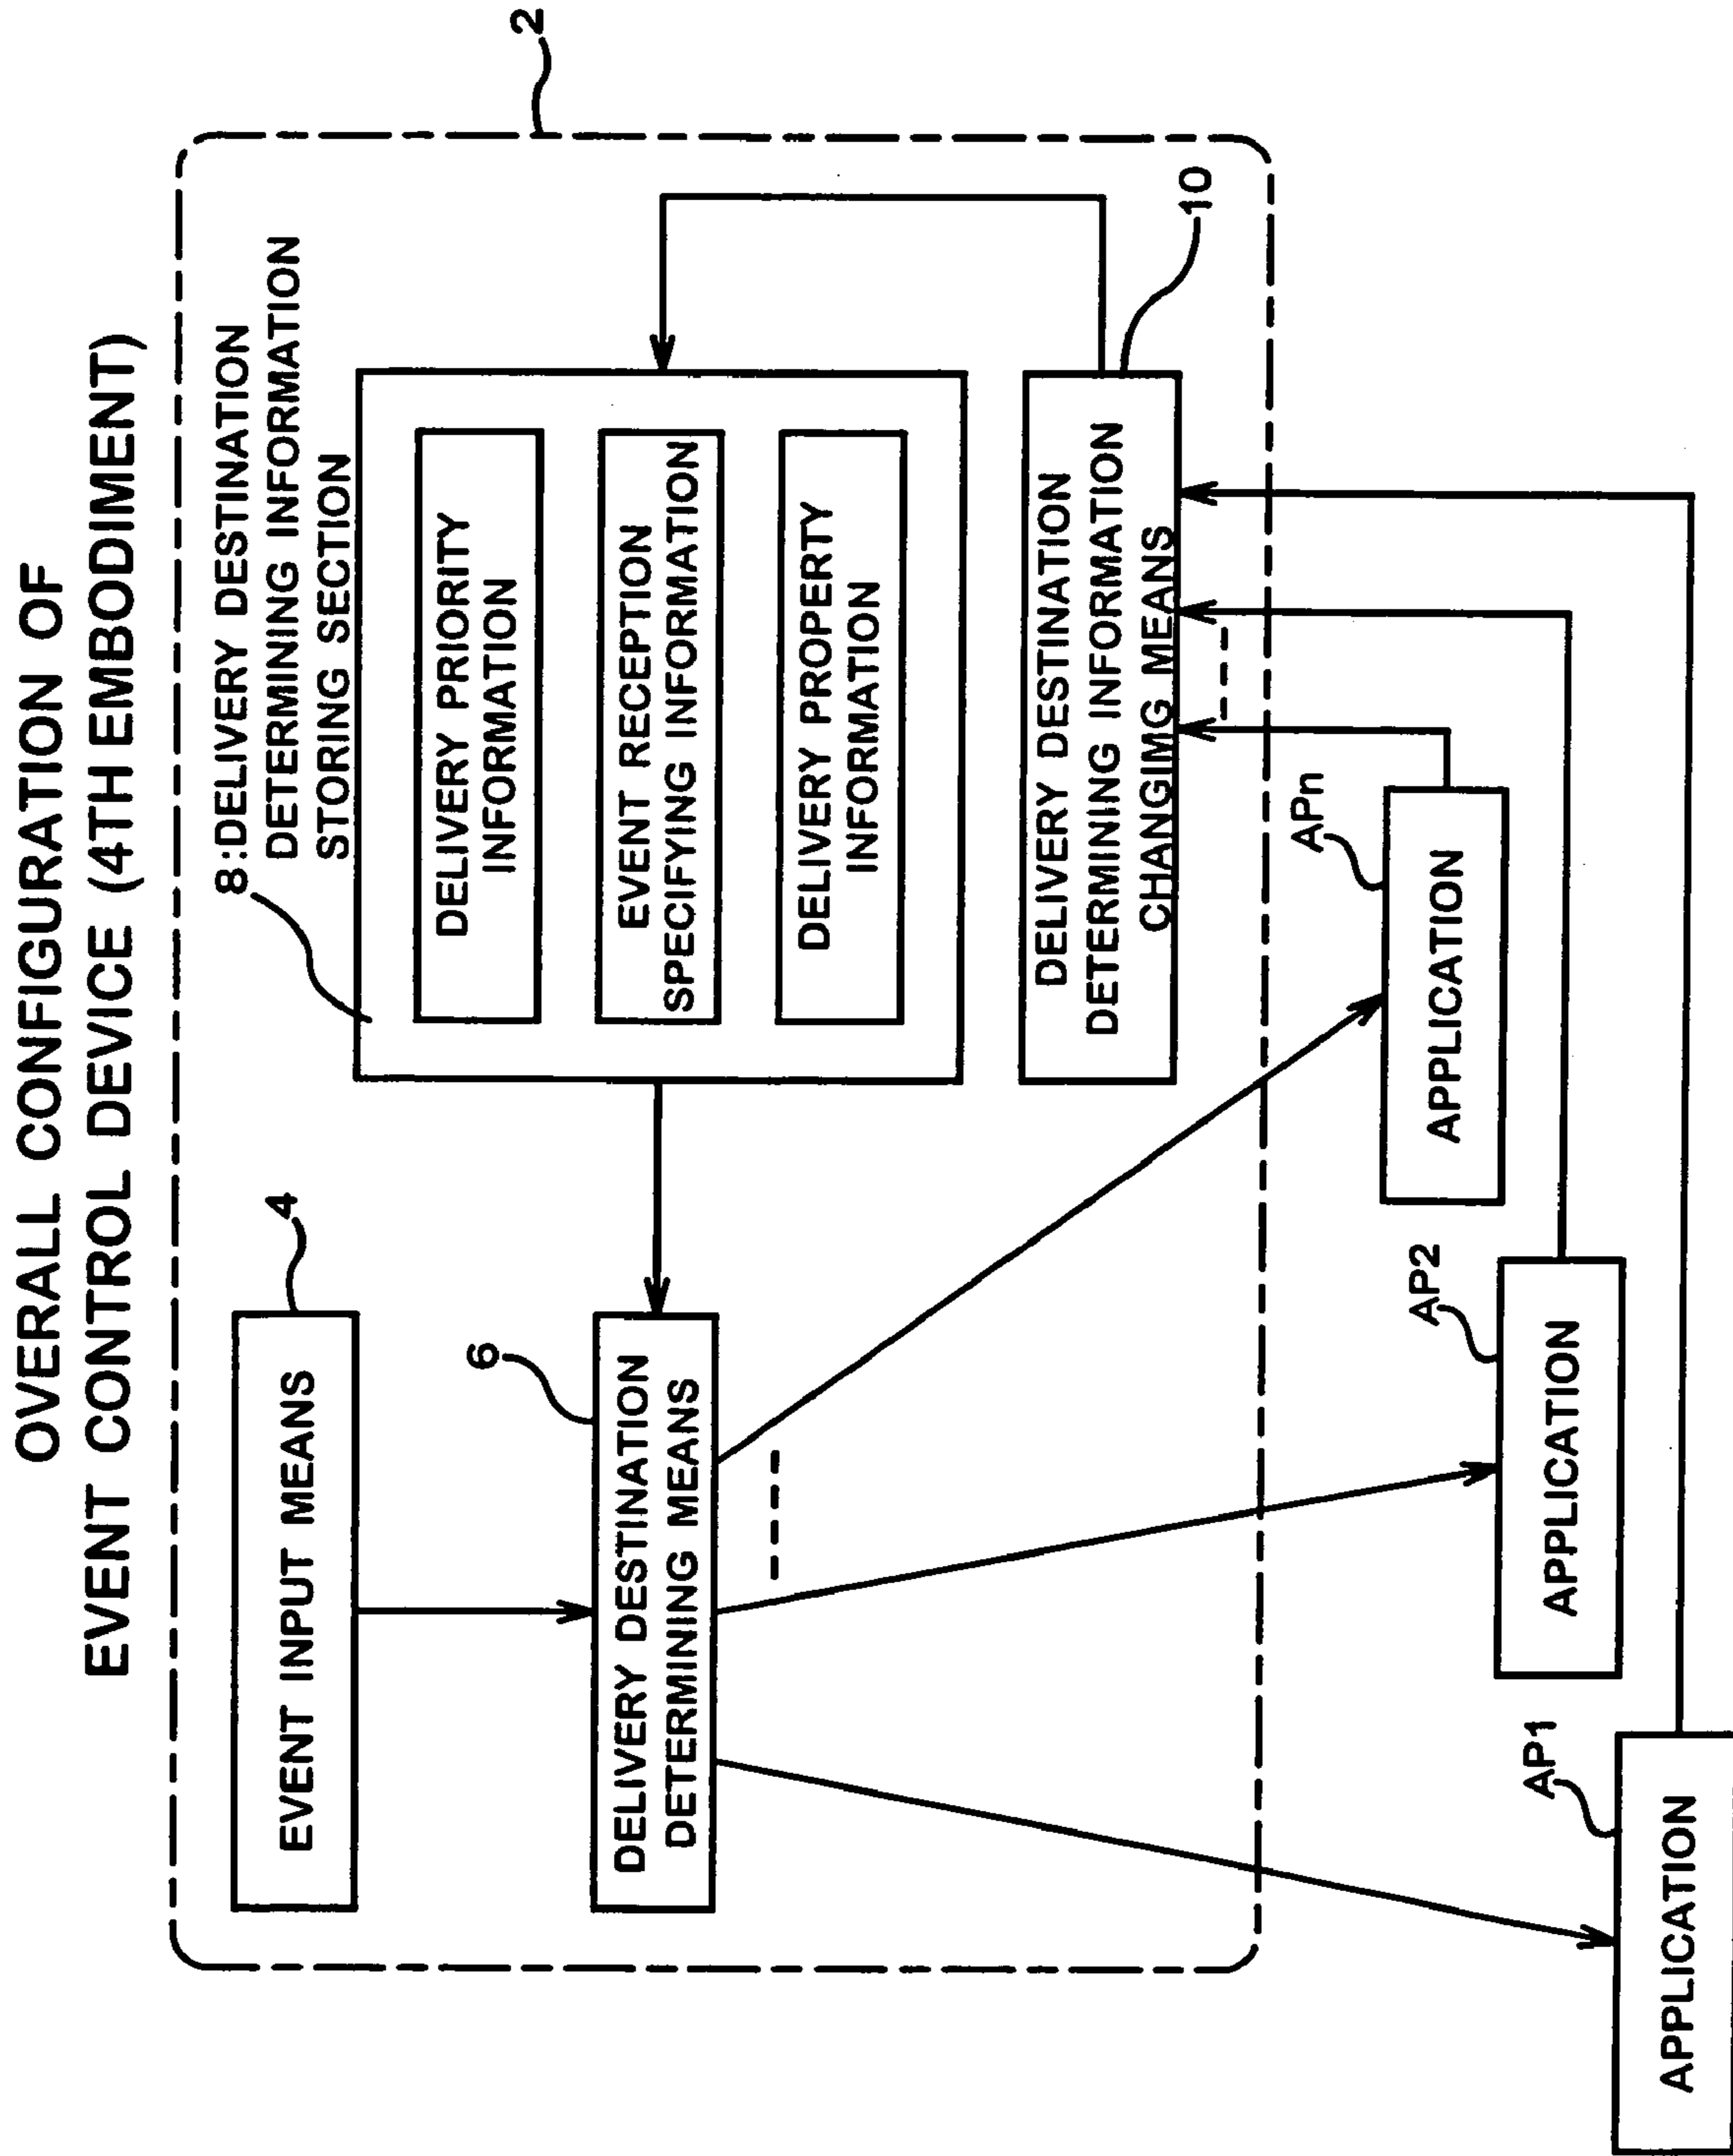 OVERALL CONFIGURATION OF
EVENT CONTROL DEVICE (4TH EMBODIMENT)
2
8:DELIVERY DESTINATION
DETERMINING INFORMATION
STORING SECTION
4
EVENT INPUT MEANS
DELIVERY PRIORITY
INFORMATION
EVENT RECEPTION
SPECIFYING INFORMATION
DELIVERY PROPERTY
INFORMATION
6
DELIVERY DESTINATION
DETERMINING MEANS
10
DELIVERY DESTINATION
DETERMINING INFORMATION
CHANGIMG MEANS
APn
APPLICATION
AP2
APPLICATION
AP1
APPLICATION